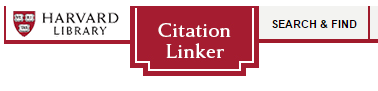 HARVARD
LIBRARY
Citation
Linker
SEARCH & FIND